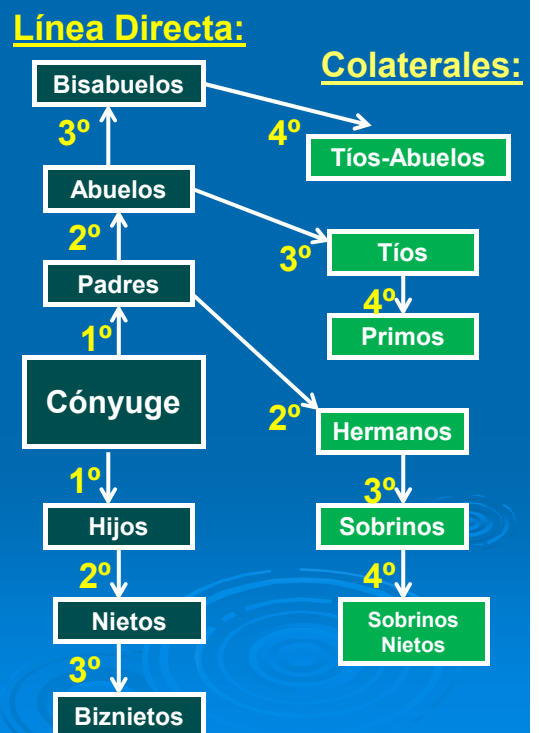 Línea Directa:
Colaterales:
Bisabuelos
3º
4º
Tíos-Abuelos
Abuelos
2º
3º
Tíos
Padres
4º
1º
Primos
Cónyuge
2º
Hermanos
1º
3º
Hijos
Sobrinos
2º
4º
Nietos
Sobrinos
Nietos
3º
Biznietos